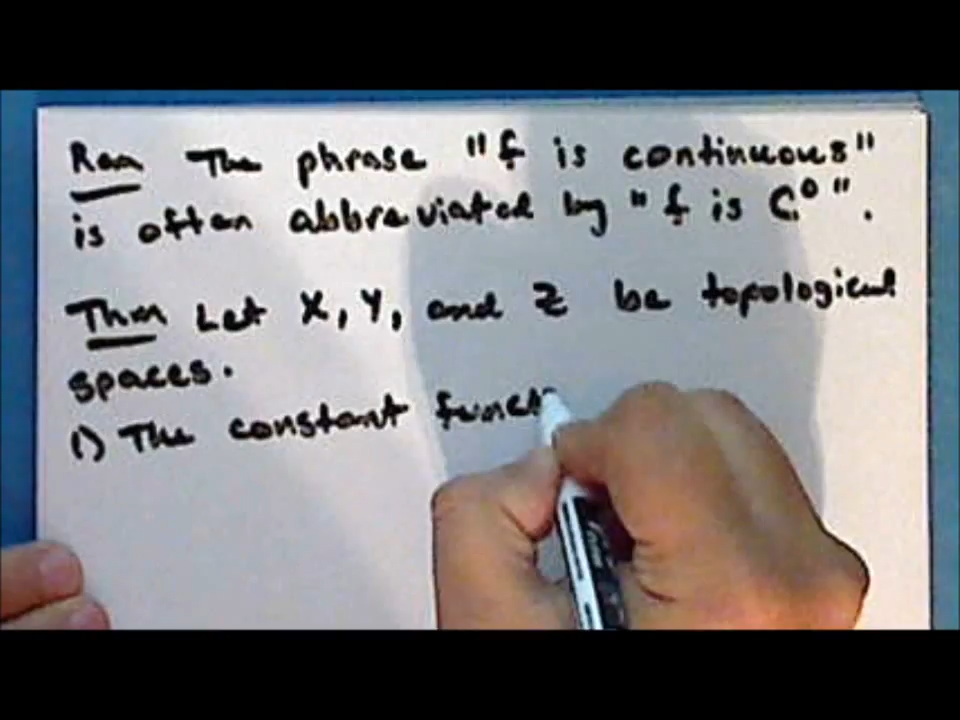 Rem The phrase "f is continuous"
is often abbreviated by "f is C⁰".
Thm Let X, Y, and Z be topological
spaces.
1) The constant funct